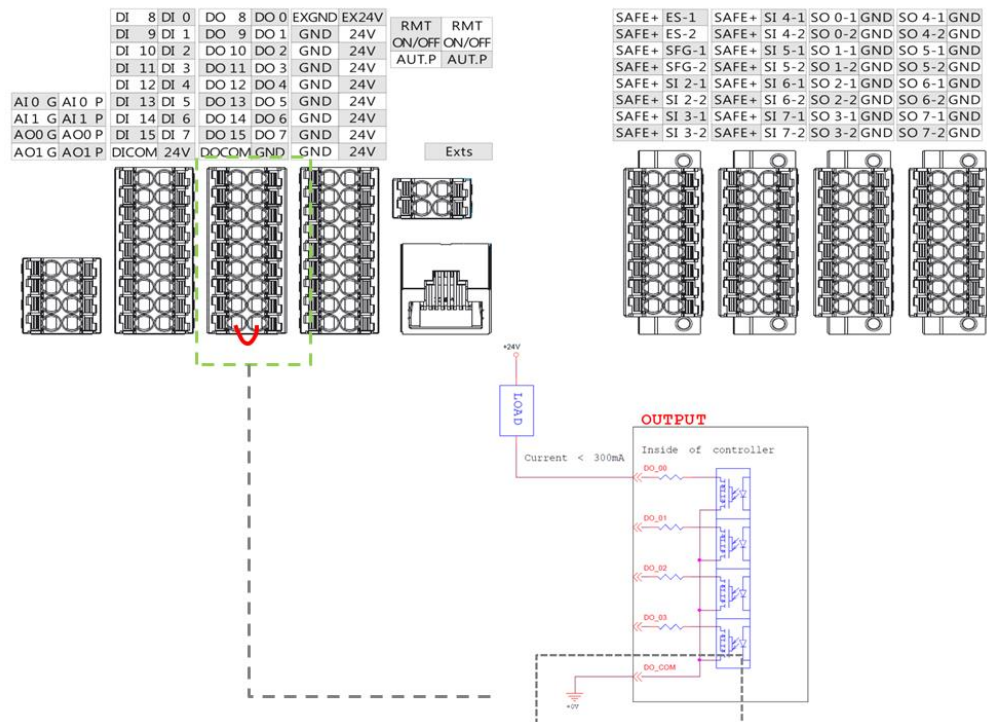 DI 8 DI 0 DO 8 DO 0 EXGND EX24V
DI 9 DI 1 DO 9 DO 1 GND 24V
DI 10 DI 2 DO 10 DO 2 GND 24V
DI 11 DI 3 DO 11 DO 3 GND 24V
DI 12 DI 4 DO 12 DO 4 GND 24V
AI0 G AI0 P DI 13 DI 5 DO 13 DO 5 GND 24V
AI1 G AI1 P DI 14 DI 6 DO 14 DO 6 GND 24V
AO0 G AO0 P DI 15 DI 7 DO 15 DO 7 GND 24V
AO1 G AO1 P DICOM 24V DOCOM GND GND 24V
RMT RMT
ON/OFF ON/OFF
AUT.P AUT.P
Exts
SAFE+ ES-1 SAFE+ SI 4-1 SO 0-1 GND SO 4-1 GND
SAFE+ ES-2 SAFE+ SI 4-2 SO 0-2 GND SO 4-2 GND
SAFE+ SFG-1 SAFE+ SI 5-1 SO 1-1 GND SO 5-1 GND
SAFE+ SFG-2 SAFE+ SI 5-2 SO 1-2 GND SO 5-2 GND
SAFE+ SI 2-1 SAFE+ SI 6-1 SO 2-1 GND SO 6-1 GND
SAFE+ SI 2-2 SAFE+ SI 6-2 SO 2-2 GND SO 6-2 GND
SAFE+ SI 3-1 SAFE+ SI 7-1 SO 3-1 GND SO 7-1 GND
SAFE+ SI 3-2 SAFE+ SI 7-2 SO 3-2 GND SO 7-2 GND
+24V
LOAD
Current < 300mA
OUTPUT
Inside of controller
DO_00
DO_01
DO_02
DO_03
DO_COM
+0V